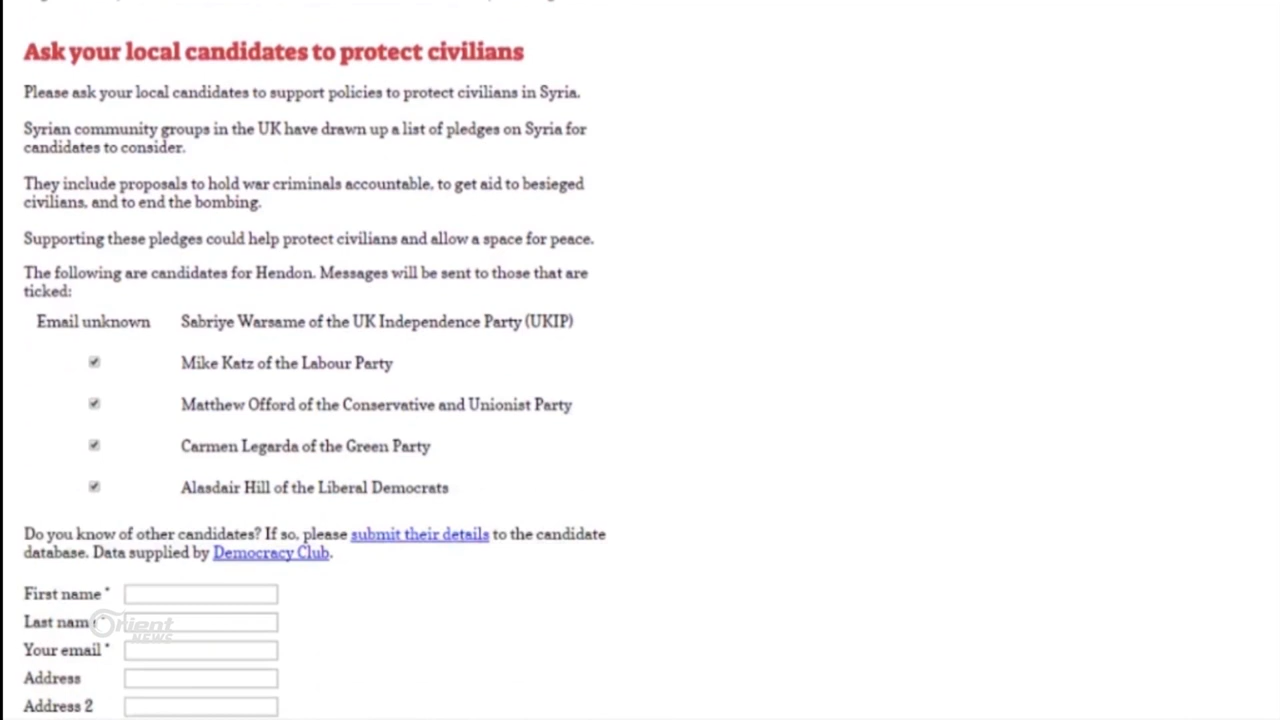 Ask your local candidates to protect civilians
Please ask your local candidates to support policies to protect civilians in Syria.
Syrian community groups in the UK have drawn up a list of pledges on Syria for
candidates to consider.
They include proposals to hold war criminals accountable, to get aid to besieged
civilians, and to end the bombing.
Supporting these pledges could help protect civilians and allow a space for peace.
The following are candidates for Hendon. Messages will be sent to those that are
ticked:
Email unknown Sabriye Warsame of the UK Independence Party (UKIP)
Mike Katz of the Labour Party
Matthew Offord of the Conservative and Unionist Party
Carmen Legarda of the Green Party
Alasdair Hill of the Liberal Democrats
Do you know of other candidates? If so, please submit their details to the candidate
database. Data supplied by Democracy Club.
First name *
Last name *
Orient
NEWS
Your email *
Address
Address 2